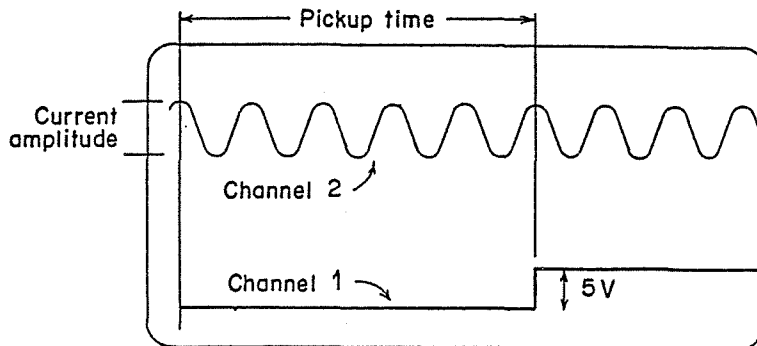 Pickup time
Current
amplitude
Channel 2
Channel 1
5V